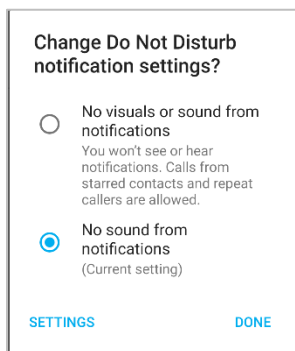 Change Do Not Disturb
notification settings?
No visuals or sound from
notifications
You won't see or hear
notifications. Calls from
starred contacts and repeat
callers are allowed.
No sound from
notifications
(Current setting)
SETTINGS
DONE